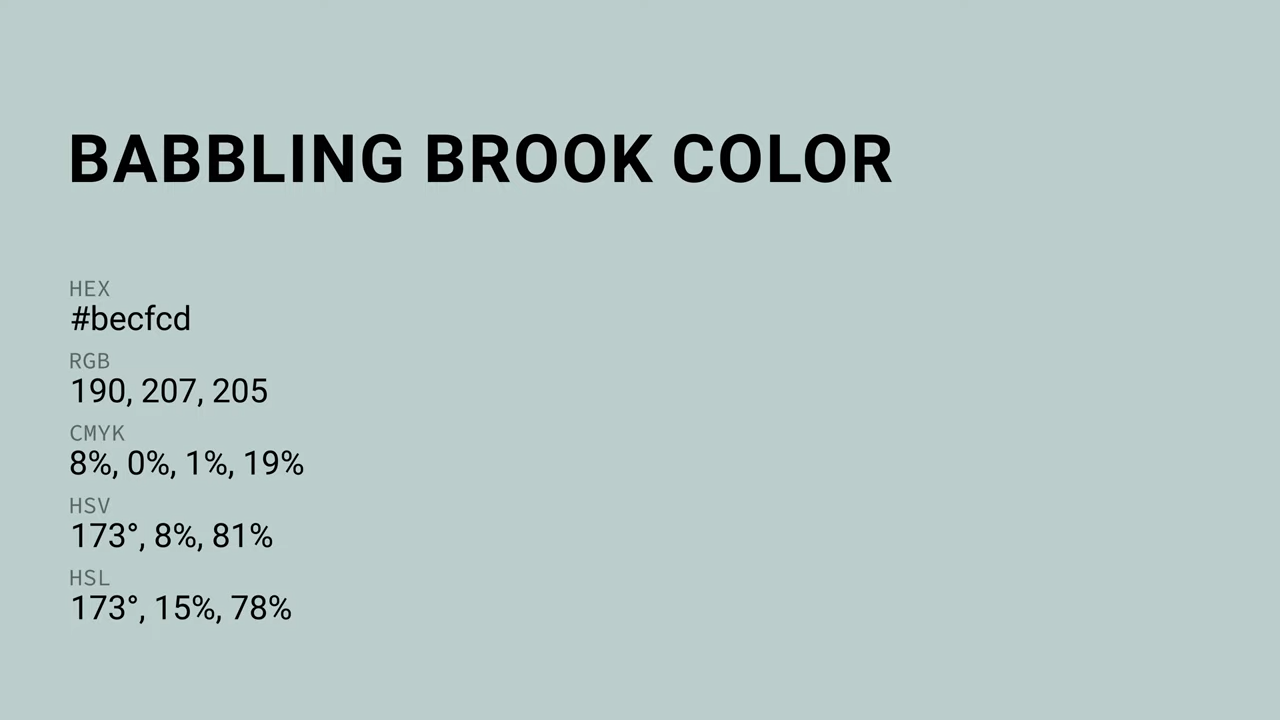 BABBLING BROOK COLOR
HEX
#becfcd
RGB
190, 207, 205
CMYK
8%, 0%, 1%, 19%
HSV
173°, 8%, 81%
HSL
173°, 15%, 78%